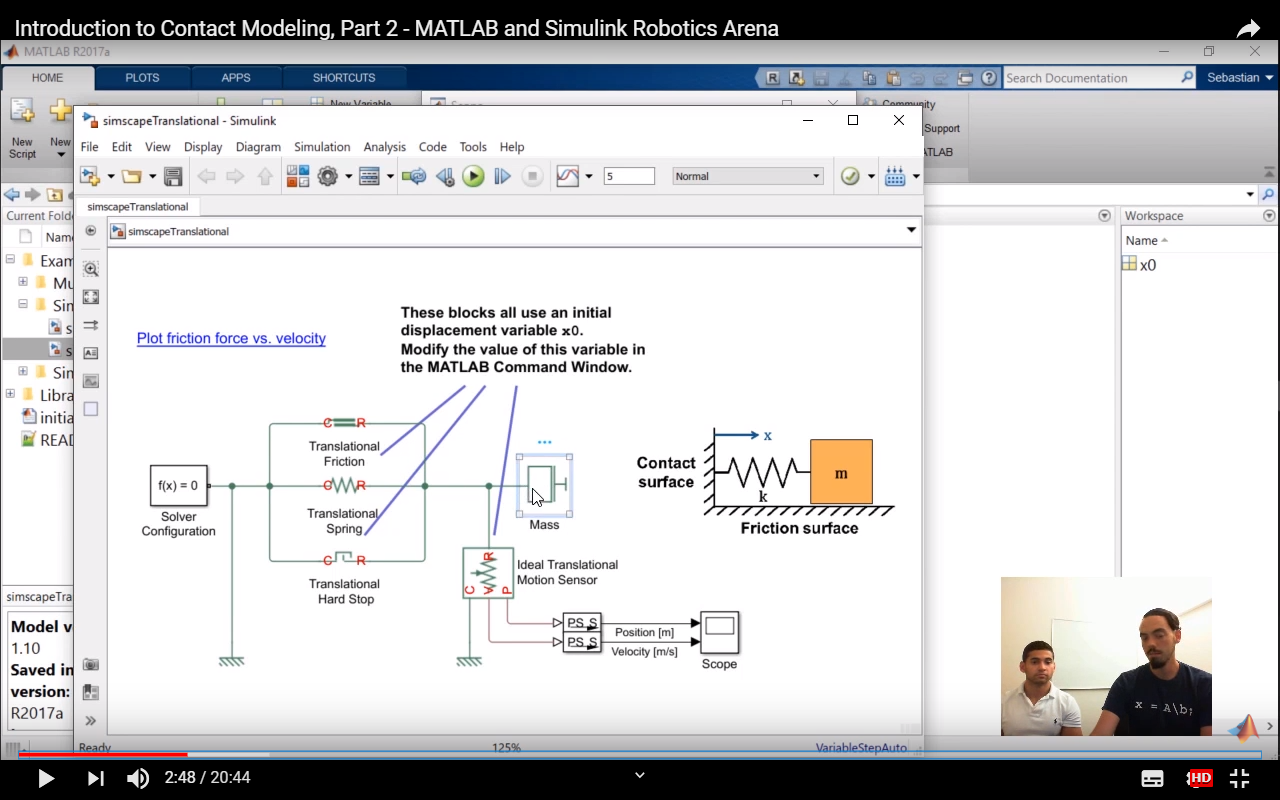 Introduction to Contact Modeling, Part 2 - MATLAB and Simulink Robotics Arena
MATLAB R2017a
HOME
PLOTS
APPS
SHORTCUTS
Search Documentation
Sebastian
New Variable
Scope
Community
New
Script
New
Support
simscapeTranslational - Simulink
File
Edit
View
Display
Diagram
Simulation
Analysis
Code
Tools
Help
5
Normal
simscapeTranslational
simscapeTranslational
Current Fold
Workspace
Name
x0
Exam
Mu
Sin
s
s
Sin
Libra
initia
READ
simscapeTra
Model v
1.10
Saved in
version:
R2017a
Plot friction force vs. velocity
These blocks all use an initial
displacement variable x0.
Modify the value of this variable in
the MATLAB Command Window.
C R
Translational
Friction
f(x) = 0
Solver
Configuration
C R
Translational
Spring
C R
Translational
Hard Stop
Mass
R
C V P
Ideal Translational
Motion Sensor
PS S
PS S
Position [m]
Velocity [m/s]
Scope
Contact
surface
x
k
m
Friction surface
x = A\b;
Ready
125%
VariableStepAuto
2:48 / 20:44
HD